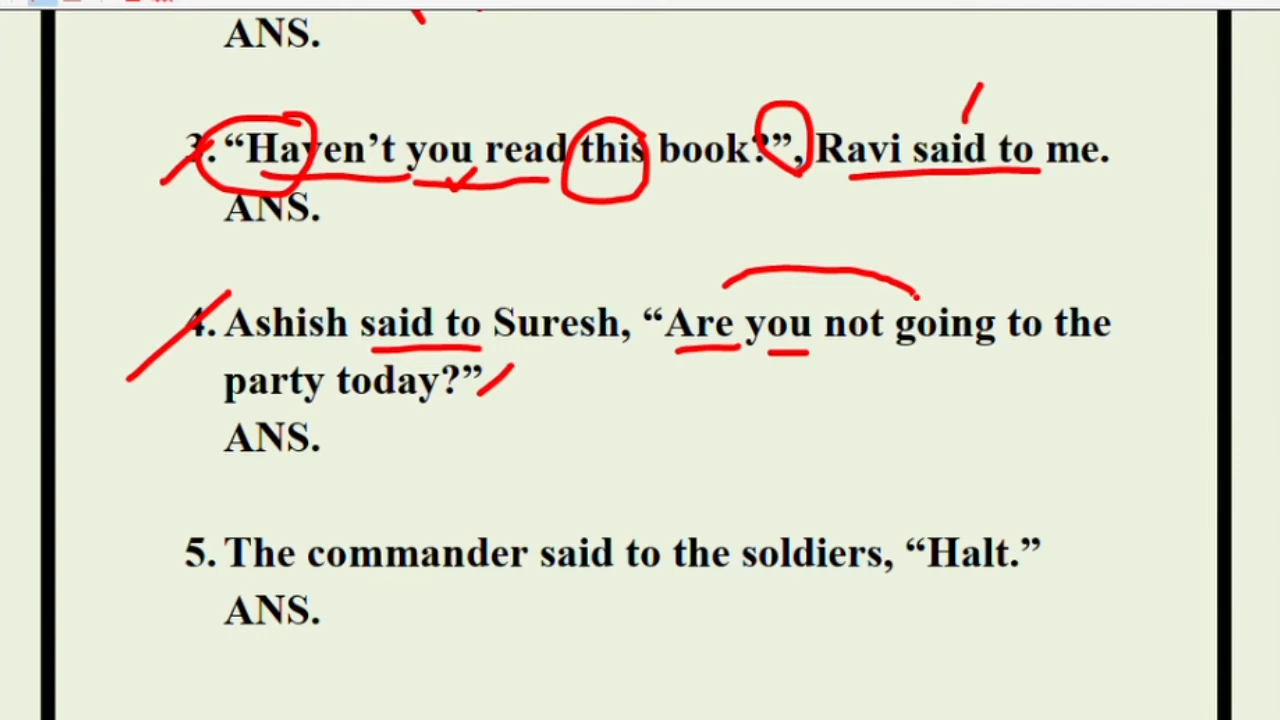 ANS.
3. “Haven’t you read this book?”, Ravi said to me.
ANS.
4. Ashish said to Suresh, “Are you not going to the
party today?”
ANS.
5. The commander said to the soldiers, “Halt.”
ANS.